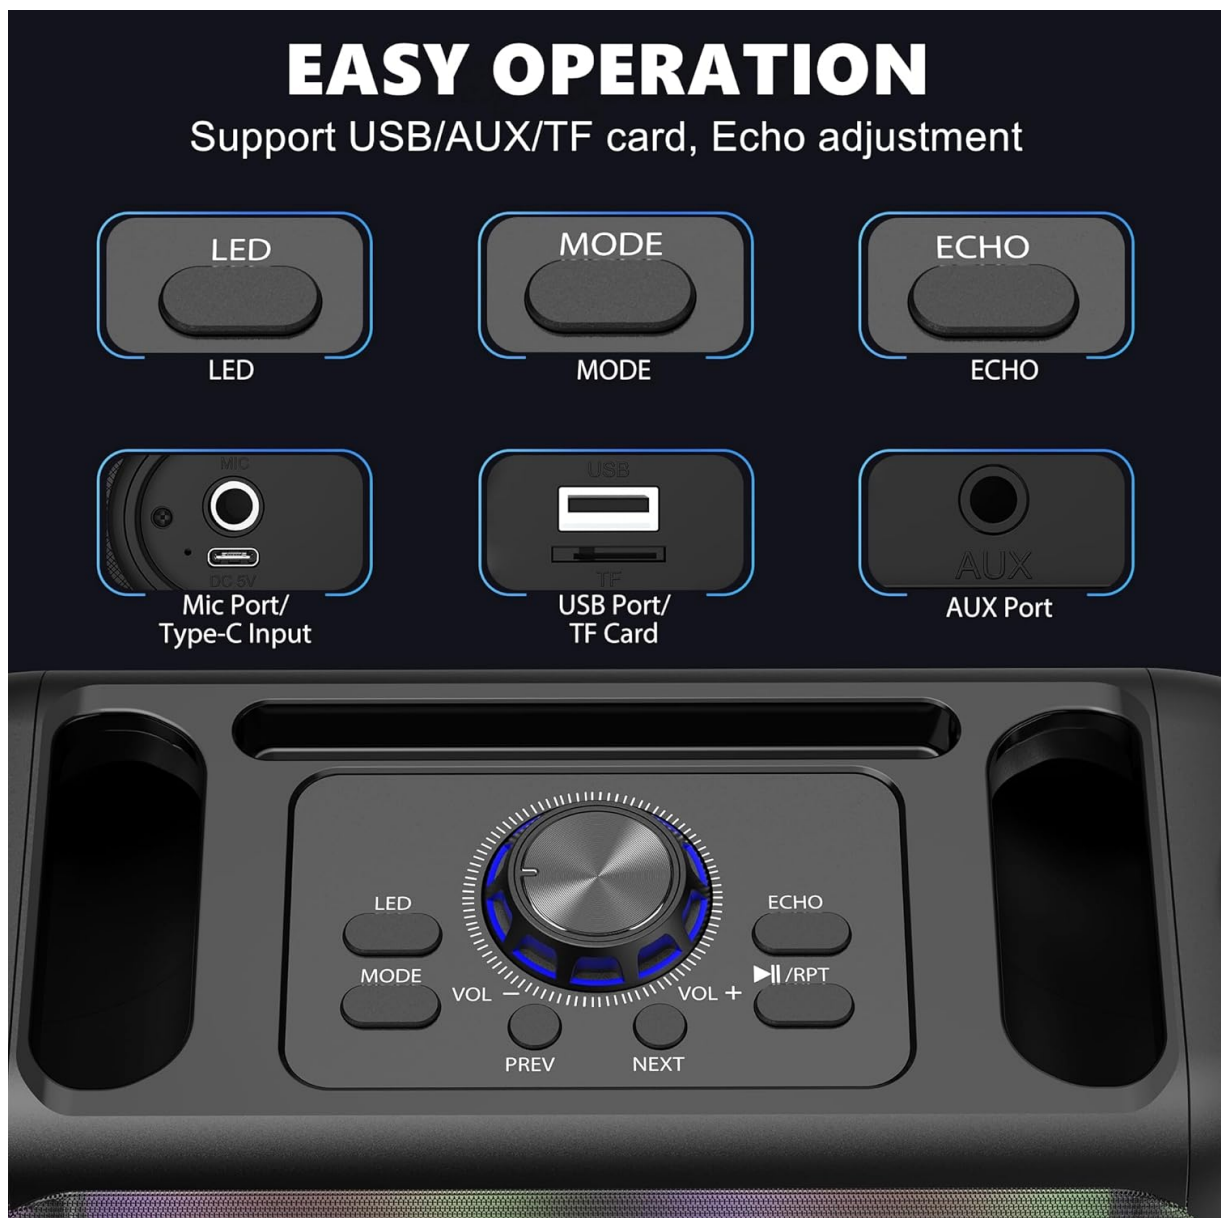 EASY OPERATION
Support USB/AUX/TF card, Echo adjustment
LED
MODE
ECHO
LED
MODE
ECHO
MIC
DC 5V
USB
TF
AUX
Mic Port/
Type-C Input
USB Port/
TF Card
AUX Port
LED
ECHO
MODE
/RPT
VOL －
VOL +
PREV
NEXT